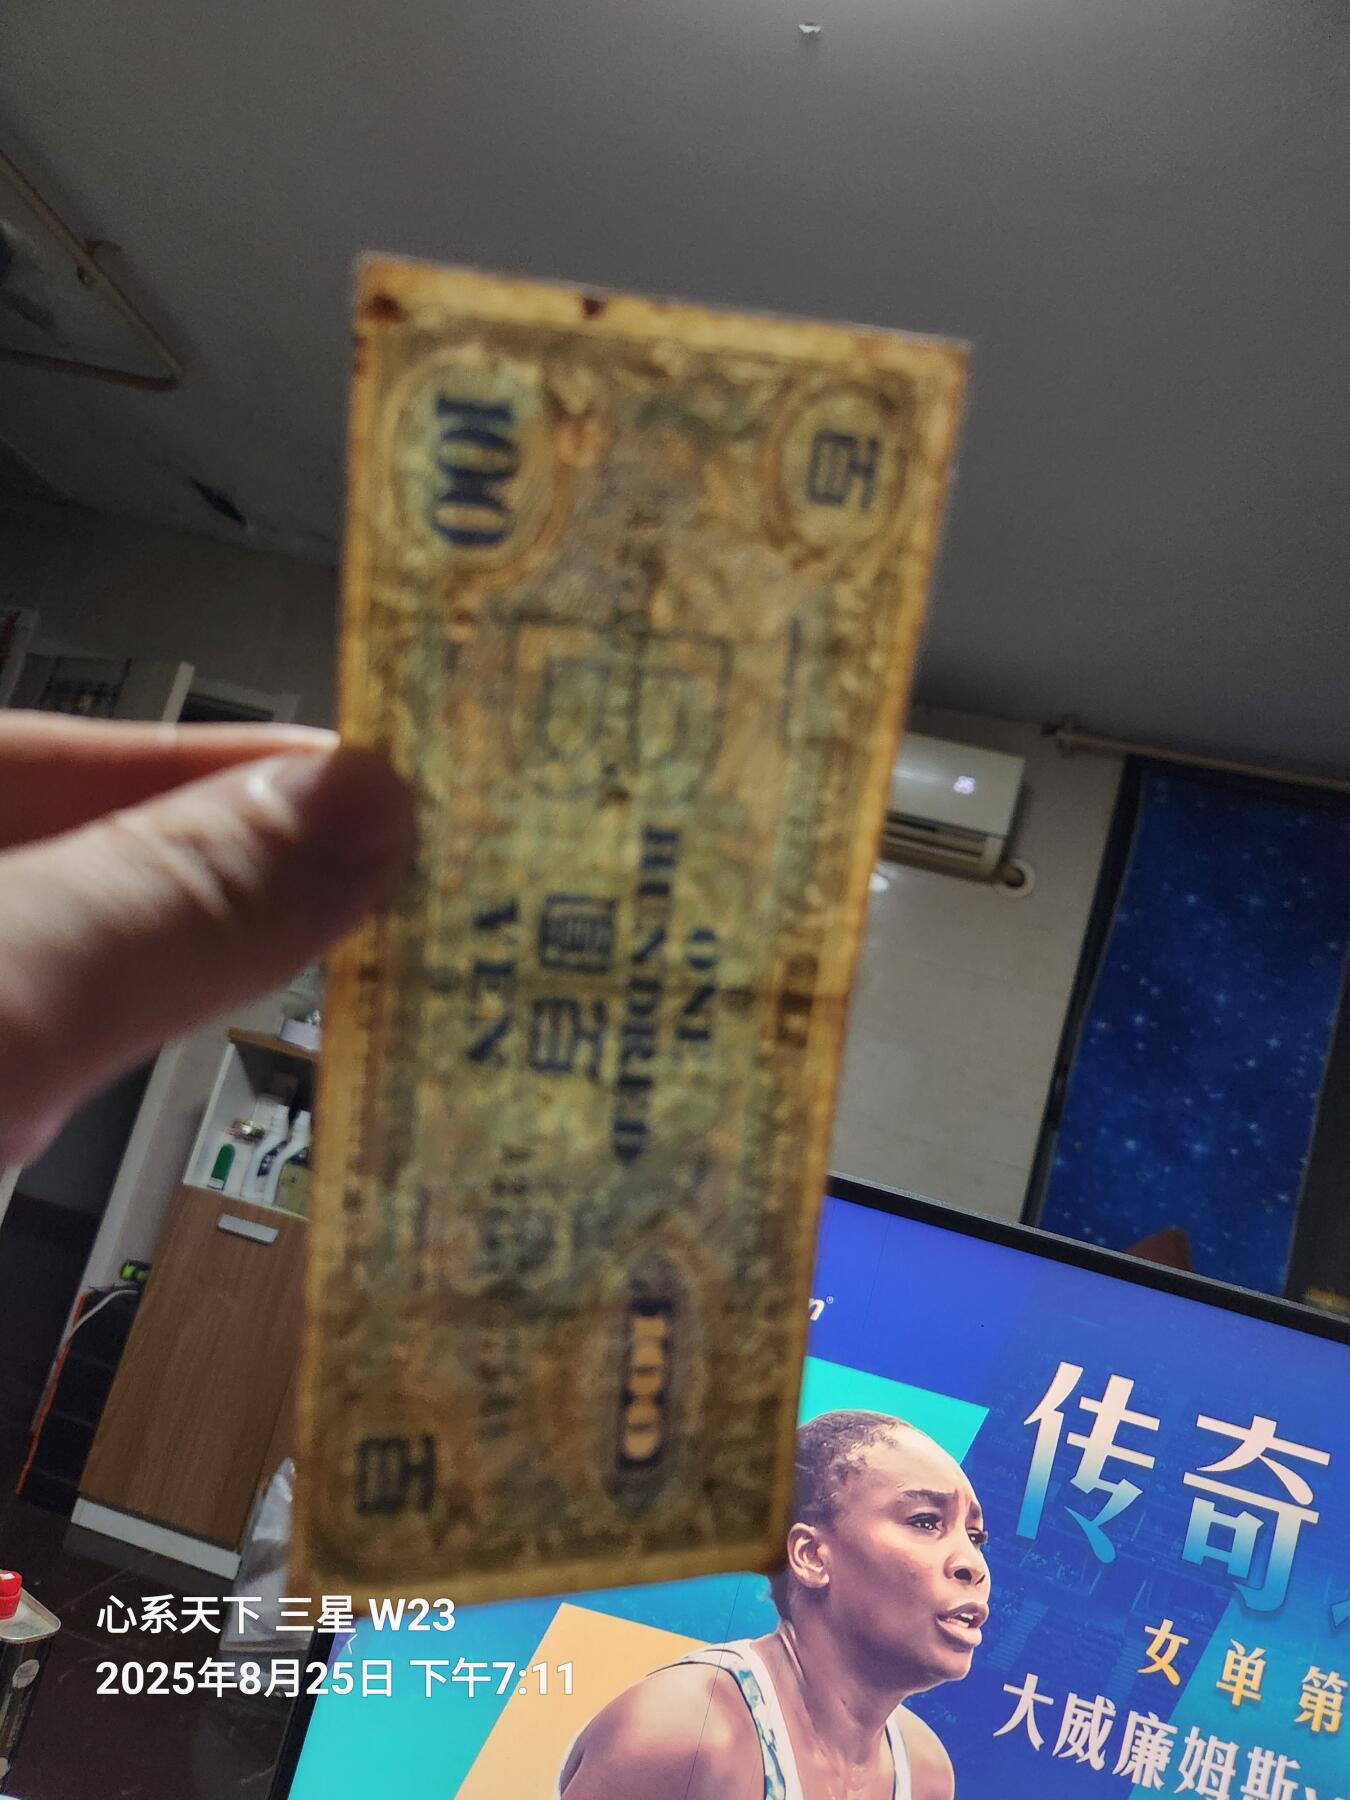 100
百
B
ONE
HUNDRED
圓百
YEN
100
百
25
n®
传奇
女单第
大威廉姆斯
心系天下 三星 W23
2025年8月25日 下午7:11